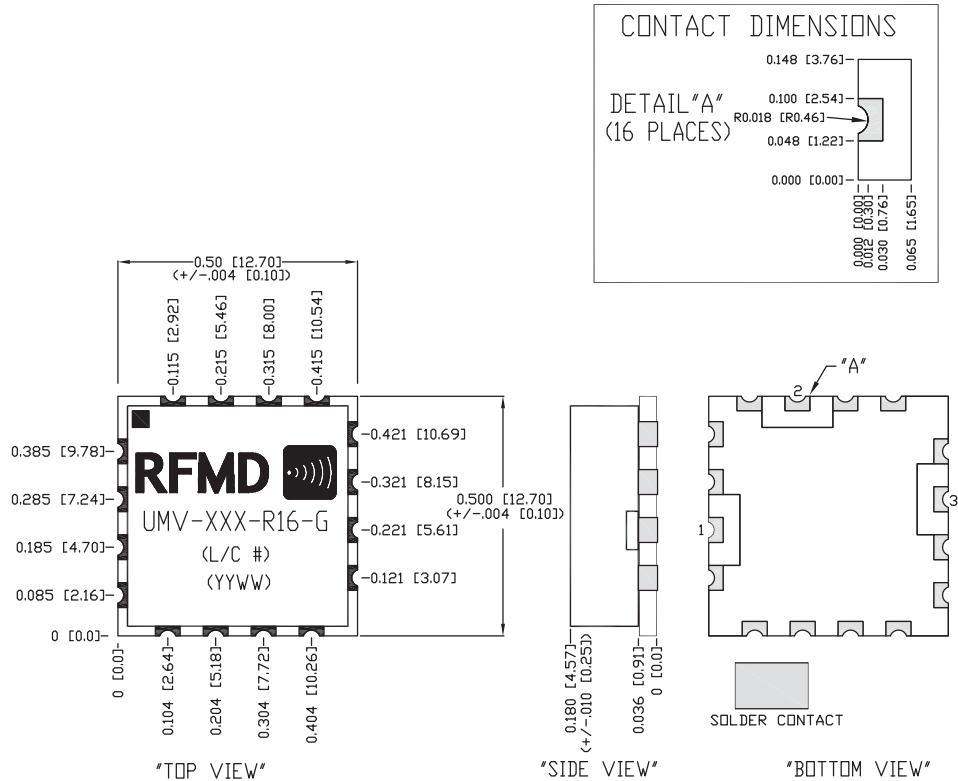 CONTACT DIMENSIONS
0.148 [3.76]
0.100 [2.54]
DETAIL"A"
(16 PLACES)
R0.018 [R0.46]
0.048 [1.22]
0.000 [0.00]
0.000 [0.00]
0.012 [0.30]
0.030 [0.76]
0.065 [1.65]
0.50 [12.70]
(+/-.004 [0.10])
0.115 [2.92]
0.215 [5.46]
0.315 [8.00]
0.415 [10.54]
"A"
2
0.421 [10.69]
0.385 [9.78]
RFMD
0.321 [8.15]
0.285 [7.24]
0.500 [12.70]
(+/-.004 [0.10])
UMV-XXX-R16-G
0.221 [5.61]
1
3
0.185 [4.70]
(L/C #)
(YYWW)
0.121 [3.07]
0.085 [2.16]
0 [0.0]
0 [0.0]
0.104 [2.64]
0.204 [5.18]
0.304 [7.72]
0.404 [10.26]
0.180 [4.57]
(+/-.010 [0.25])
0.036 [0.91]
0 [0.0]
SOLDER CONTACT
"TOP VIEW"
"SIDE VIEW"
"BOTTOM VIEW"